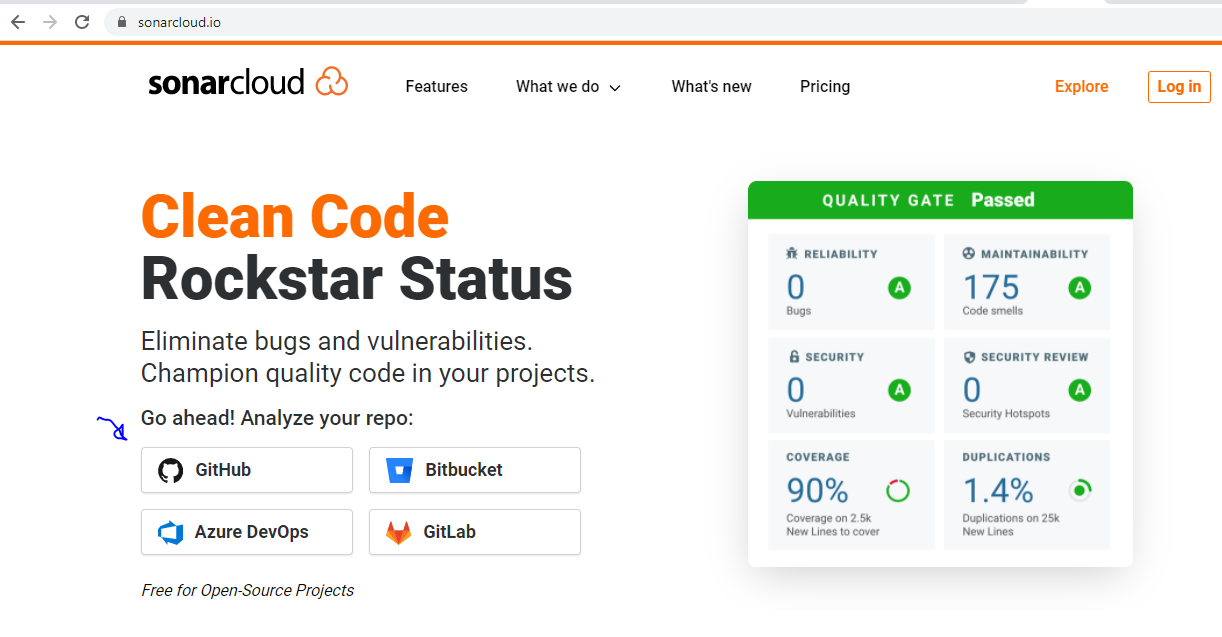 sonarcloud.io
sonarcloud
Features
What we do
What's new
Pricing
Explore
Log in
Clean Code
Rockstar Status
Eliminate bugs and vulnerabilities.
Champion quality code in your projects.
Go ahead! Analyze your repo:
GitHub
Bitbucket
Azure DevOps
GitLab
Free for Open-Source Projects
QUALITY GATE Passed
RELIABILITY
0 A
Bugs
MAINTAINABILITY
175 A
Code smells
SECURITY
0 A
Vulnerabilities
SECURITY REVIEW
0 A
Security Hotspots
COVERAGE
90%
Coverage on 2.5k
New Lines to cover
DUPLICATIONS
1.4%
Duplications on 25k
New Lines